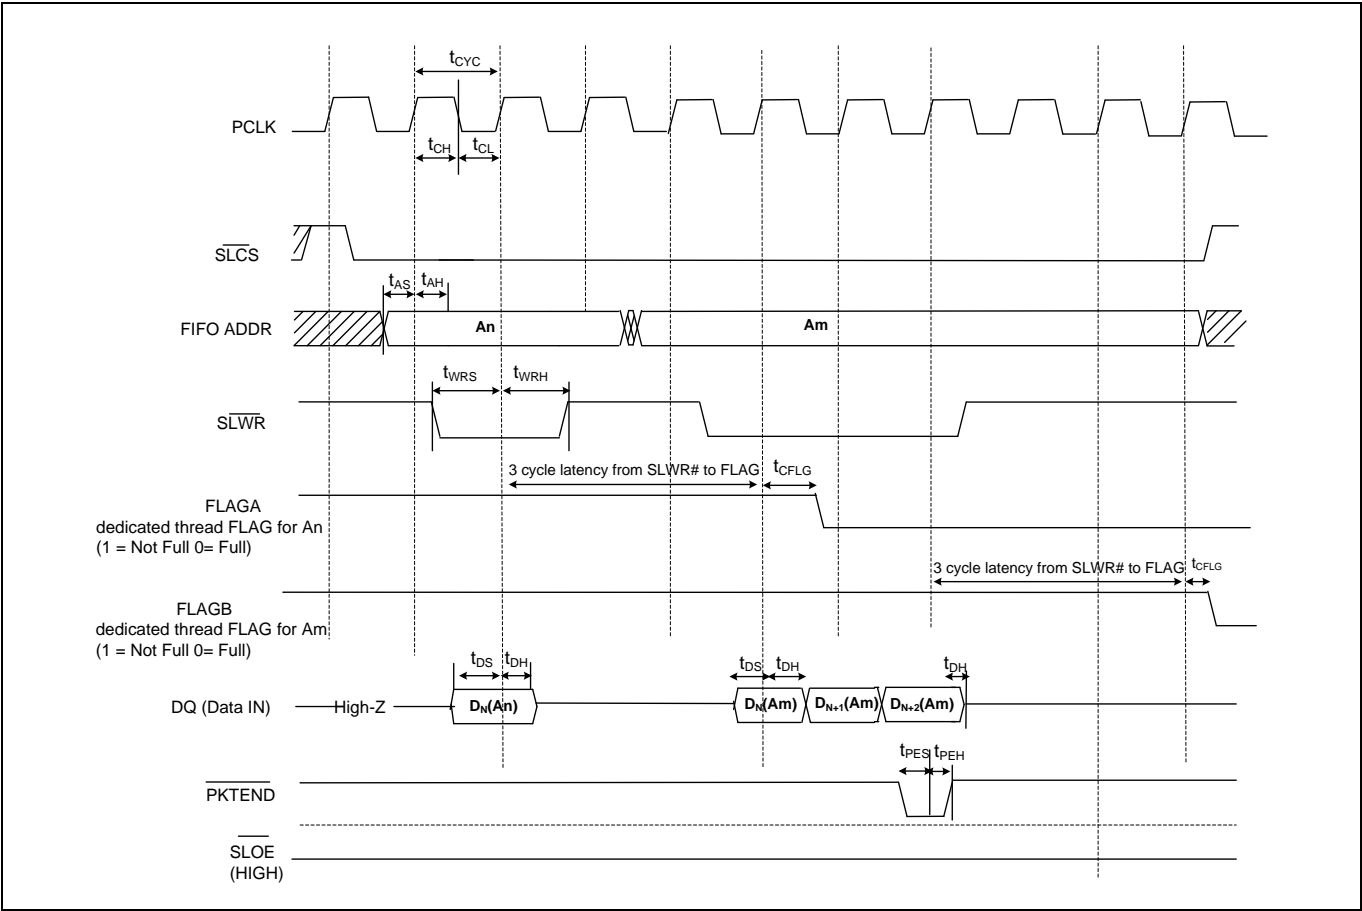 tCYC
PCLK
tCH
tCL
SLCS
tAS
tAH
FIFO ADDR
An
Am
tWRS
tWRH
SLWR
3 cycle latency from SLWR# to FLAG
tCFLG
FLAGA
dedicated thread FLAG for An
(1 = Not Full 0= Full)
3 cycle latency from SLWR# to FLAG
tCFLG
FLAGB
dedicated thread FLAG for Am
(1 = Not Full 0= Full)
tDS
tDH
tDS
tDH
tDH
DQ (Data IN)
High-Z
DN(An)
DN(Am)
DN+1(Am)
DN+2(Am)
tPES
tPEH
PKTEND
SLOE
(HIGH)